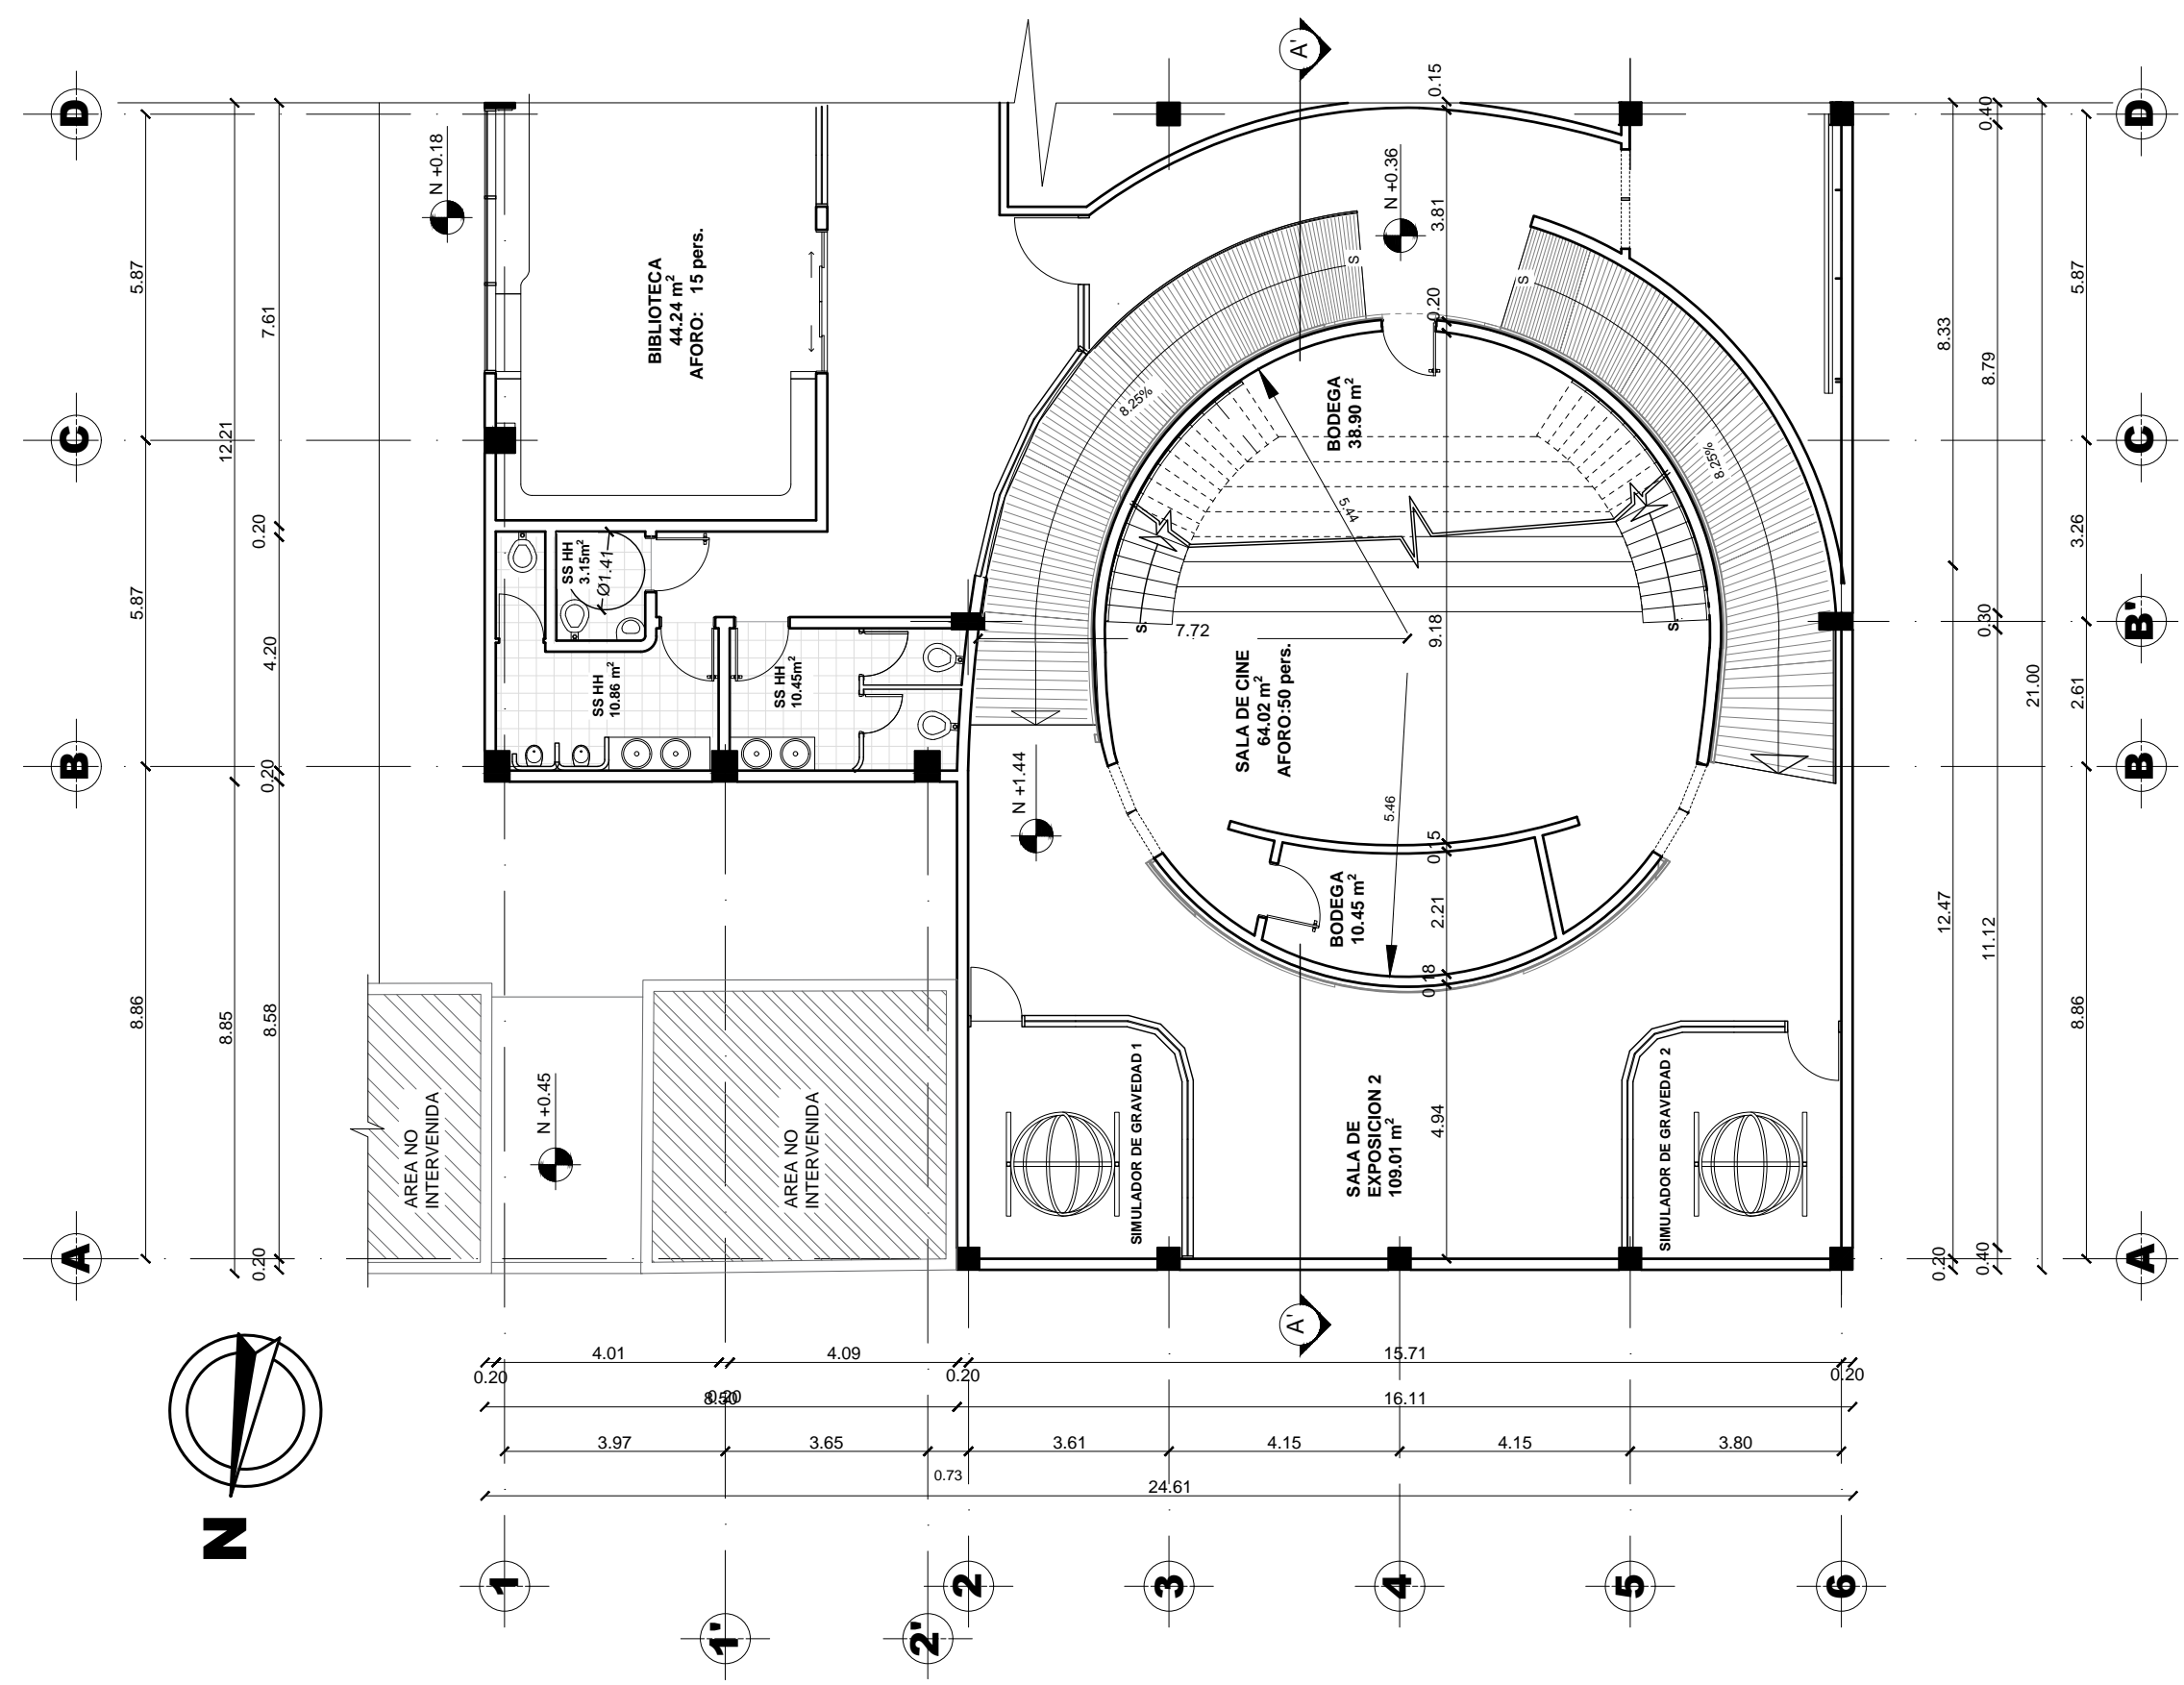 A'
D
D
N +0.18
N +0.36
0.15
0.40
5.87
12.21
7.61
BIBLIOTECA
44.24 m²
AFORO: 15 pers.
3.81
S
S
0.20
8.33
8.79
5.87
8.25%
8.25%
BODEGA
38.90 m²
5.44
C
C
0.20
5.87
4.20
0.20
SS HH
3.15m²
Ø1.41
SS HH
10.86 m²
SS HH
10.45m²
S.
S.
7.72
9.18
3.26
0.30
B'
21.00
2.61
SALA DE CINE
64.02 m²
AFORO:50 pers.
B
B
N +1.44
5.46
0.15
BODEGA
10.45 m²
2.21
0.18
12.47
11.12
8.86
8.86
8.85
8.58
N +0.45
AREA NO
INTERVENIDA
AREA NO
INTERVENIDA
SIMULADOR DE GRAVEDAD 1
SALA DE
EXPOSICION 2
109.01 m²
4.94
SIMULADOR DE GRAVEDAD 2
A
A
0.20
0.20
0.40
A'
4.01
4.09
15.71
0.20
0.20
0.20
8.50
0.20
16.11
3.97
3.65
3.61
4.15
4.15
3.80
0.73
24.61
N
1
2
3
4
5
6
1'
2'